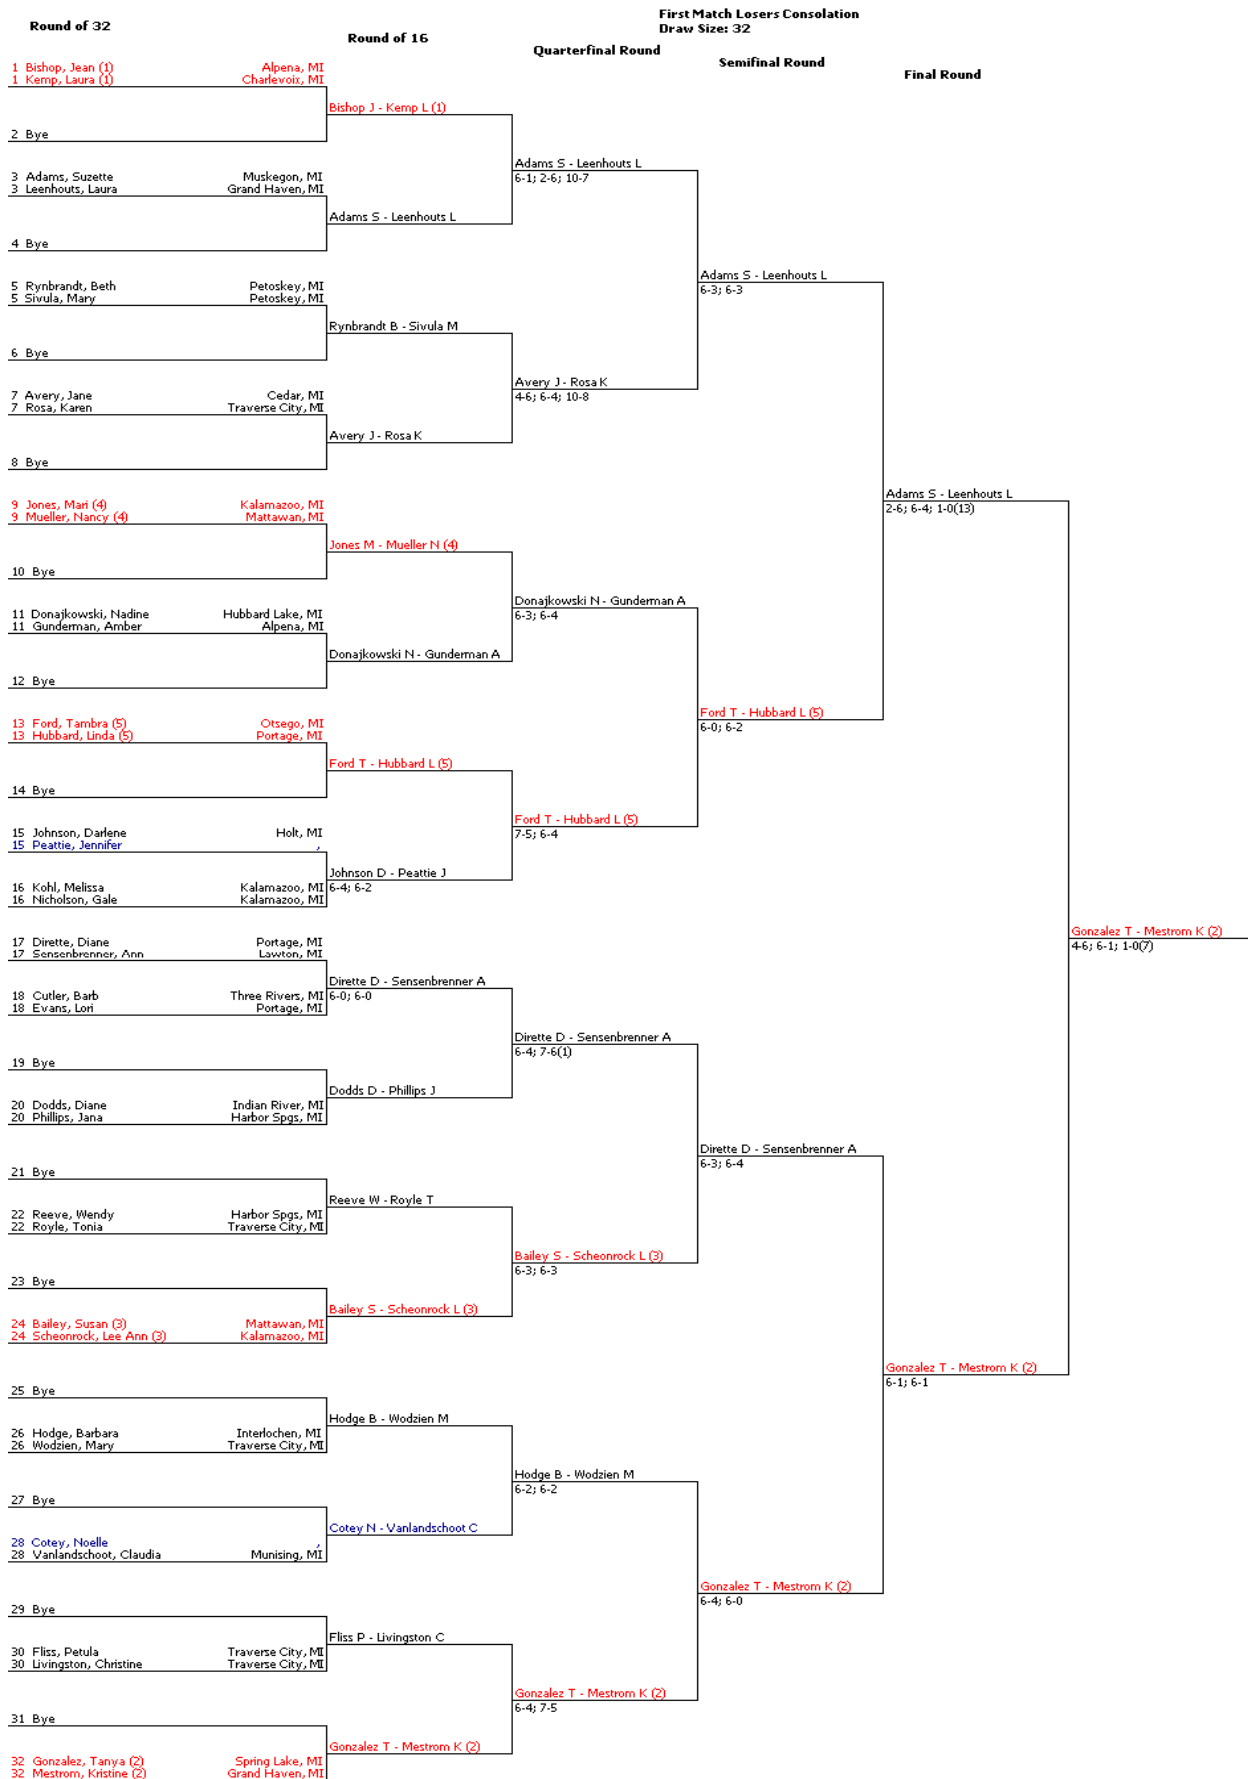 First Match Losers Consolation
Draw Size: 32
Round of 32
Round of 16
Quarterfinal Round
Semifinal Round
Final Round
1 Bishop, Jean (1) Alpena, MI
1 Kemp, Laura (1) Charlevoix, MI
Bishop J - Kemp L (1)
2 Bye
Adams S - Leenhouts L
6-1; 2-6; 10-7
3 Adams, Suzette Muskegon, MI
3 Leenhouts, Laura Grand Haven, MI
Adams S - Leenhouts L
4 Bye
Adams S - Leenhouts L
6-3; 6-3
5 Rynbrandt, Beth Petoskey, MI
5 Sivula, Mary Petoskey, MI
Rynbrandt B - Sivula M
6 Bye
Avery J - Rosa K
4-6; 6-4; 10-8
7 Avery, Jane Cedar, MI
7 Rosa, Karen Traverse City, MI
Avery J - Rosa K
8 Bye
Adams S - Leenhouts L
2-6; 6-4; 1-0(13)
9 Jones, Mari (4) Kalamazoo, MI
9 Mueller, Nancy (4) Mattawan, MI
Jones M - Mueller N (4)
10 Bye
Donajkowski N - Gunderman A
6-3; 6-4
11 Donajkowski, Nadine Hubbard Lake, MI
11 Gunderman, Amber Alpena, MI
Donajkowski N - Gunderman A
12 Bye
Ford T - Hubbard L (5)
6-0; 6-2
13 Ford, Tambra (5) Otsego, MI
13 Hubbard, Linda (5) Portage, MI
Ford T - Hubbard L (5)
14 Bye
Ford T - Hubbard L (5)
7-5; 6-4
15 Johnson, Darlene Holt, MI
15 Peattie, Jennifer ,
Johnson D - Peattie J
6-4; 6-2
16 Kohl, Melissa Kalamazoo, MI
16 Nicholson, Gale Kalamazoo, MI
Gonzalez T - Mestrom K (2)
4-6; 6-1; 1-0(7)
17 Dirette, Diane Portage, MI
17 Sensenbrenner, Ann Lawton, MI
Dirette D - Sensenbrenner A
6-0; 6-0
18 Cutler, Barb Three Rivers, MI
18 Evans, Lori Portage, MI
Dirette D - Sensenbrenner A
6-4; 7-6(1)
19 Bye
Dodds D - Phillips J
20 Dodds, Diane Indian River, MI
20 Phillips, Jana Harbor Spgs, MI
Dirette D - Sensenbrenner A
6-3; 6-4
21 Bye
Reeve W - Royle T
22 Reeve, Wendy Harbor Spgs, MI
22 Royle, Tonia Traverse City, MI
Bailey S - Scheonrock L (3)
6-3; 6-3
23 Bye
Bailey S - Scheonrock L (3)
24 Bailey, Susan (3) Mattawan, MI
24 Scheonrock, Lee Ann (3) Kalamazoo, MI
Gonzalez T - Mestrom K (2)
6-1; 6-1
25 Bye
Hodge B - Wodzien M
26 Hodge, Barbara Interlochen, MI
26 Wodzien, Mary Traverse City, MI
Hodge B - Wodzien M
6-2; 6-2
27 Bye
Cotey N - Vanlandschoot C
28 Cotey, Noelle ,
28 Vanlandschoot, Claudia Munising, MI
Gonzalez T - Mestrom K (2)
6-4; 6-0
29 Bye
Fliss P - Livingston C
30 Fliss, Petula Traverse City, MI
30 Livingston, Christine Traverse City, MI
Gonzalez T - Mestrom K (2)
6-4; 7-5
31 Bye
Gonzalez T - Mestrom K (2)
32 Gonzalez, Tanya (2) Spring Lake, MI
32 Mestrom, Kristine (2) Grand Haven, MI